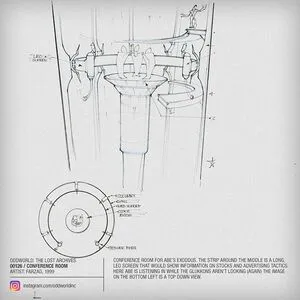 LED
SCREEN
ODDWORLD: THE LOST ARCHIVES
00126 / CONFERENCE ROOM
ARTIST: FARZAD, 1999
CONFERENCE ROOM FOR ABE'S EXODUS. THE STRIP AROUND THE MIDDLE IS A LONG
LED SCREEN THAT WOULD SHOW INFORMATION ON STOCKS AND ADVERTISING TACTICS
HERE ABE IS LISTENING IN WHILE THE GLUKKONS AREN'T LOOKING (AGAIN) THE IMAGE
ON THE BOTTOM LEFT IS A TOP DOWN VIEW.
instagram.com/oddworldinc